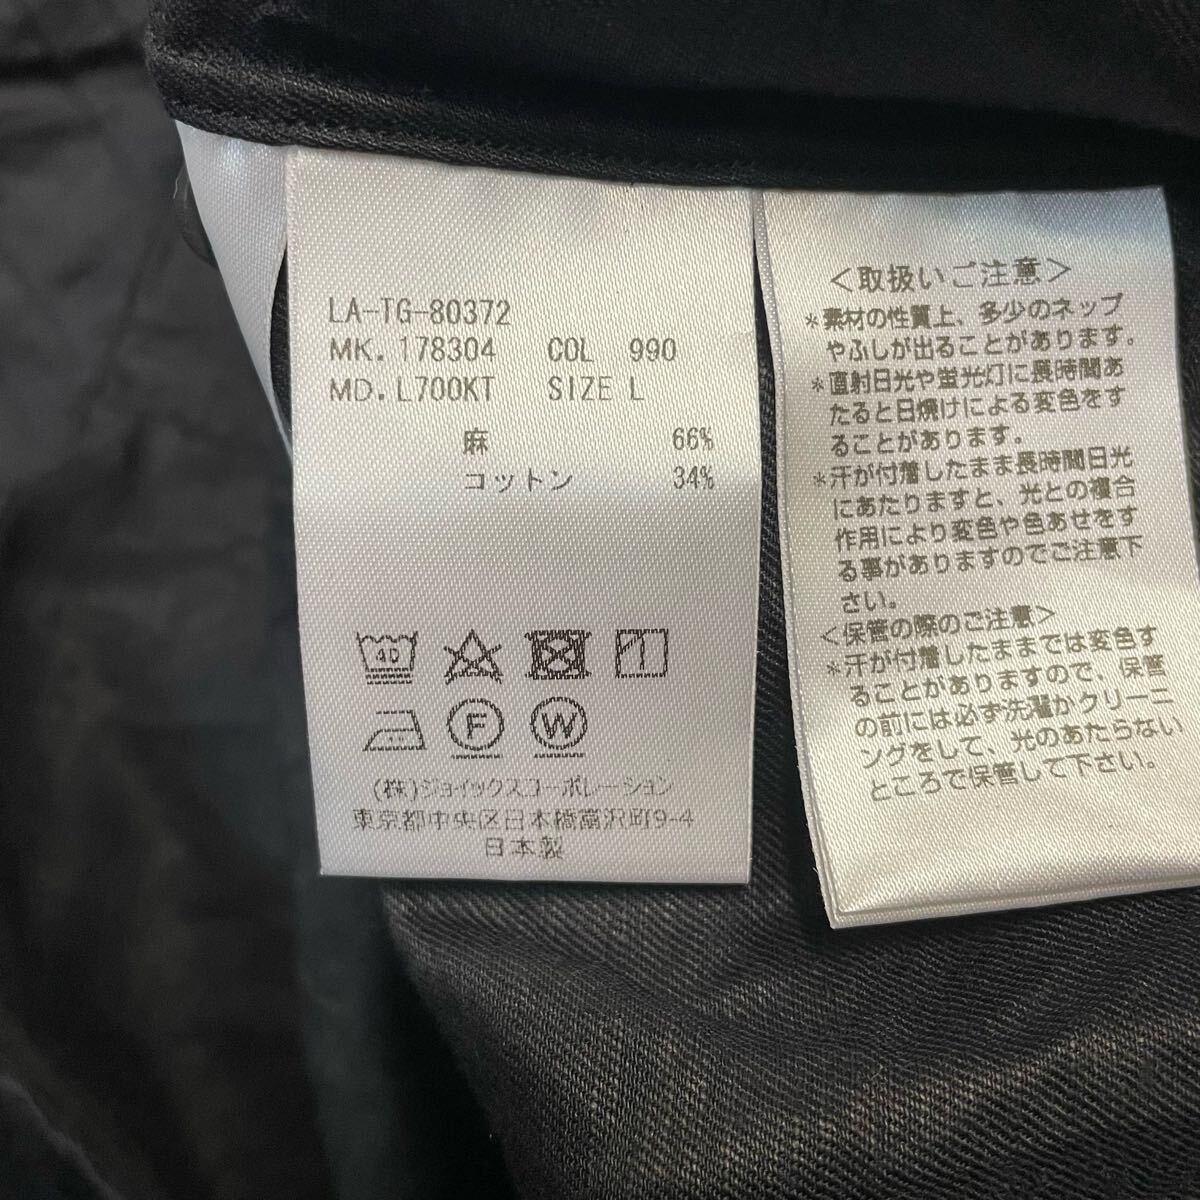 LA-TG-80372
MK. 178304 COL 990
MD. L700KT SIZE L
麻 66%
コットン 34%
40
F W
(株)ジョイックスコーポレーション
東京都中央区日本橋富沢町9-4
日本製
＜取扱いご注意＞
*素材の性質上、多少のネップ
やふしが出ることがあります。
*直射日光や蛍光灯に長時間あ
たると日焼けによる変色をす
ることがあります。
*汗が付着したまま長時間日光
にあたりますと、光との複合
作用により変色や色あせをす
る事がありますのでご注意下
さい。
＜保管の際のご注意＞
*汗が付着したままでは変色す
ることがありますので、保管
の前には必ず洗濯かクリーニ
ングをして、光のあたらない
ところで保管して下さい。